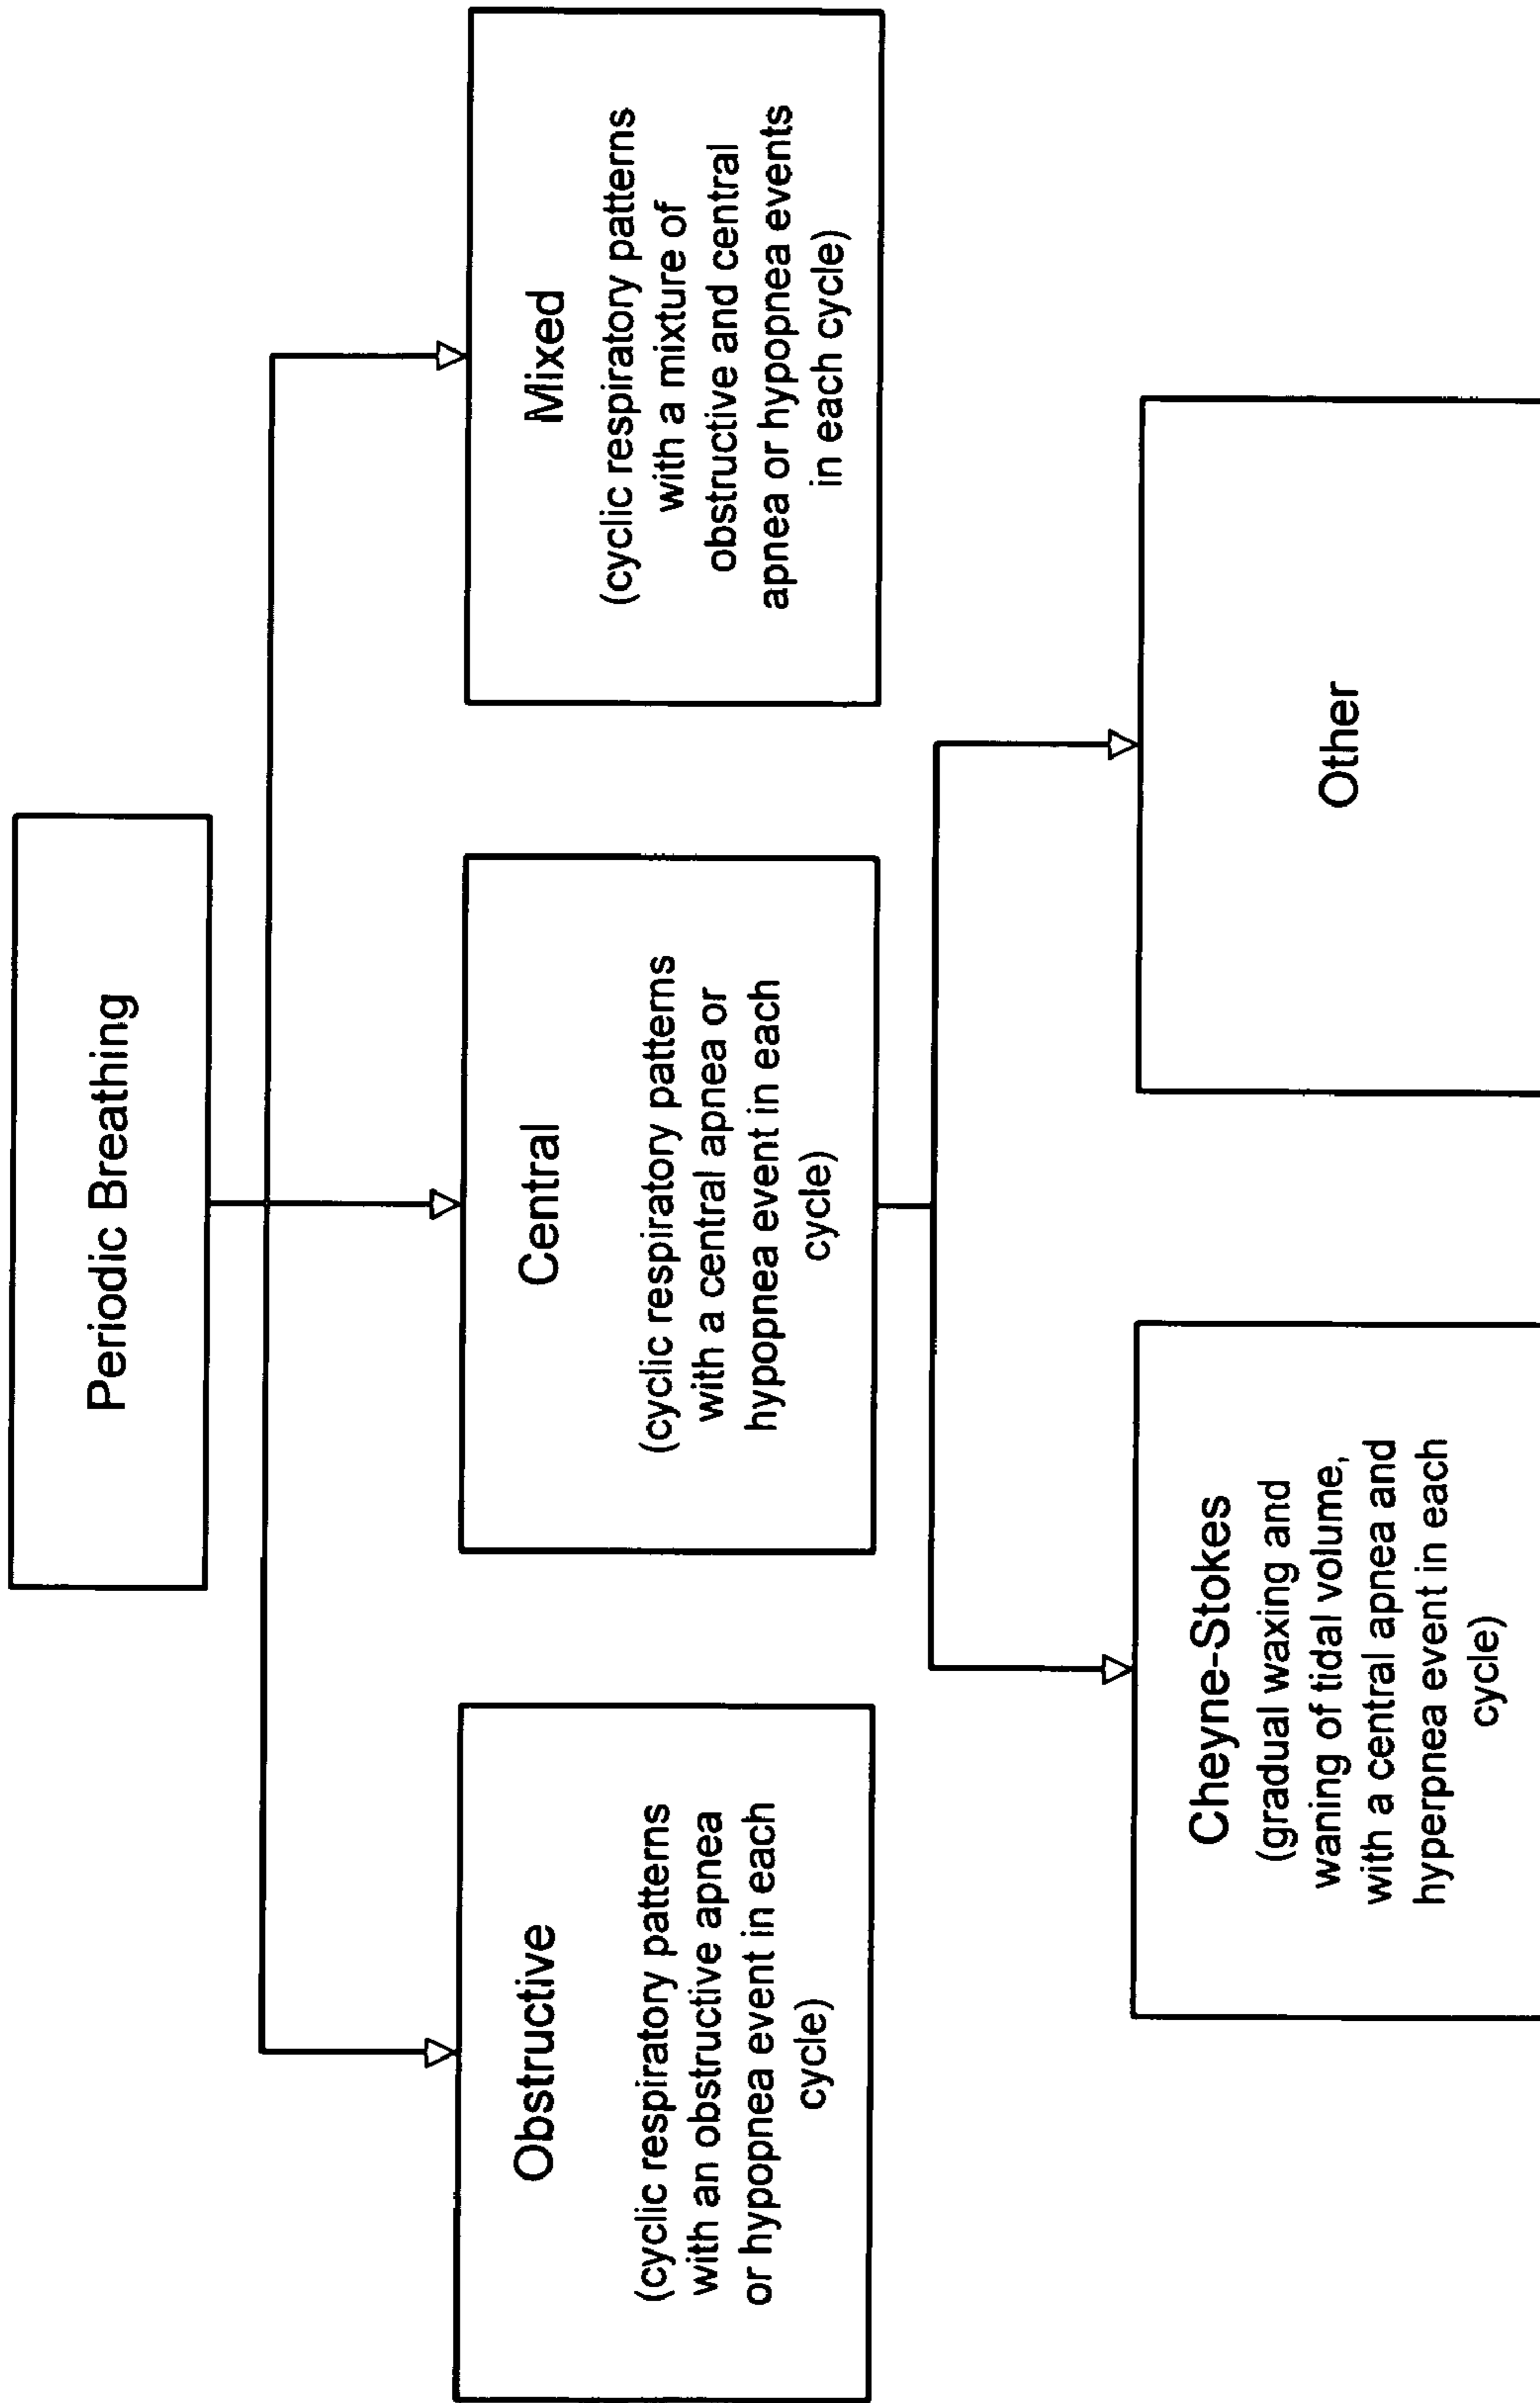 Periodic Breathing
Obstructive
(cyclic respiratory patterns
with an obstructive apnea
or hypopnea event in each
cycle)
Central
(cyclic respiratory patterns
with a central apnea or
hypopnea event in each
cycle)
Mixed
(cyclic respiratory patterns
with a mixture of
obstructive and central
apnea or hypopnea events
in each cycle)
Cheyne-Stokes
(gradual waxing and
waning of tidal volume,
with a central apnea and
hyperpnea event in each
cycle)
Other